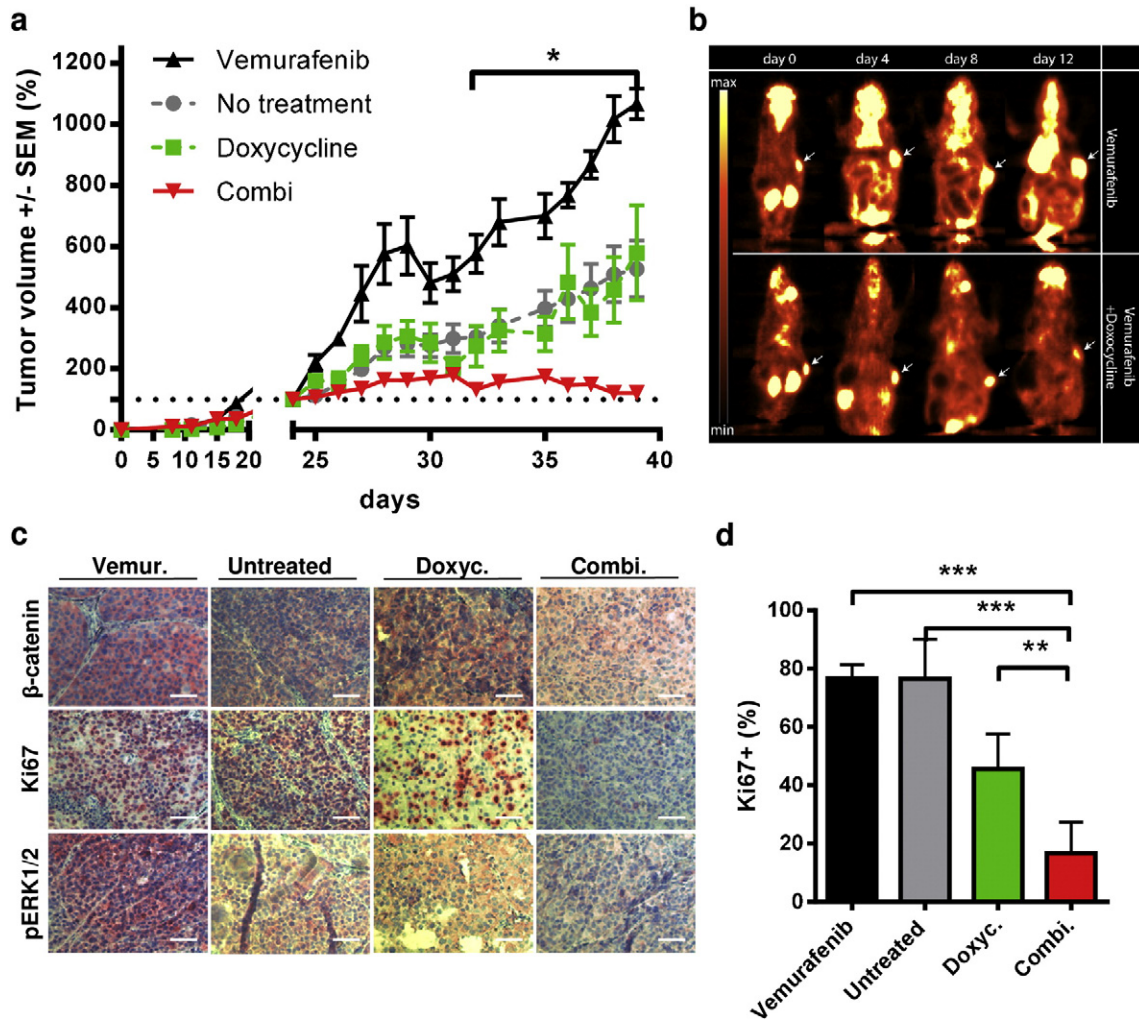 a
Tumor volume +/- SEM (%)
1200
1000
800
600
400
200
100
0
Vemurafenib
No treatment
Doxycycline
Combi
*
0 5 10 15 20 25 30 35 40
days
b
day 0 day 4 day 8 day 12
max
min
Vemurafenib
Vemurafenib
+Doxocycline
c
Vemur. Untreated Doxyc. Combi.
β-catenin
Ki67
pERK1/2
d
Ki67+ (%)
100
80
60
40
20
0
***
***
**
Vemurafenib
Untreated
Doxyc.
Combi.